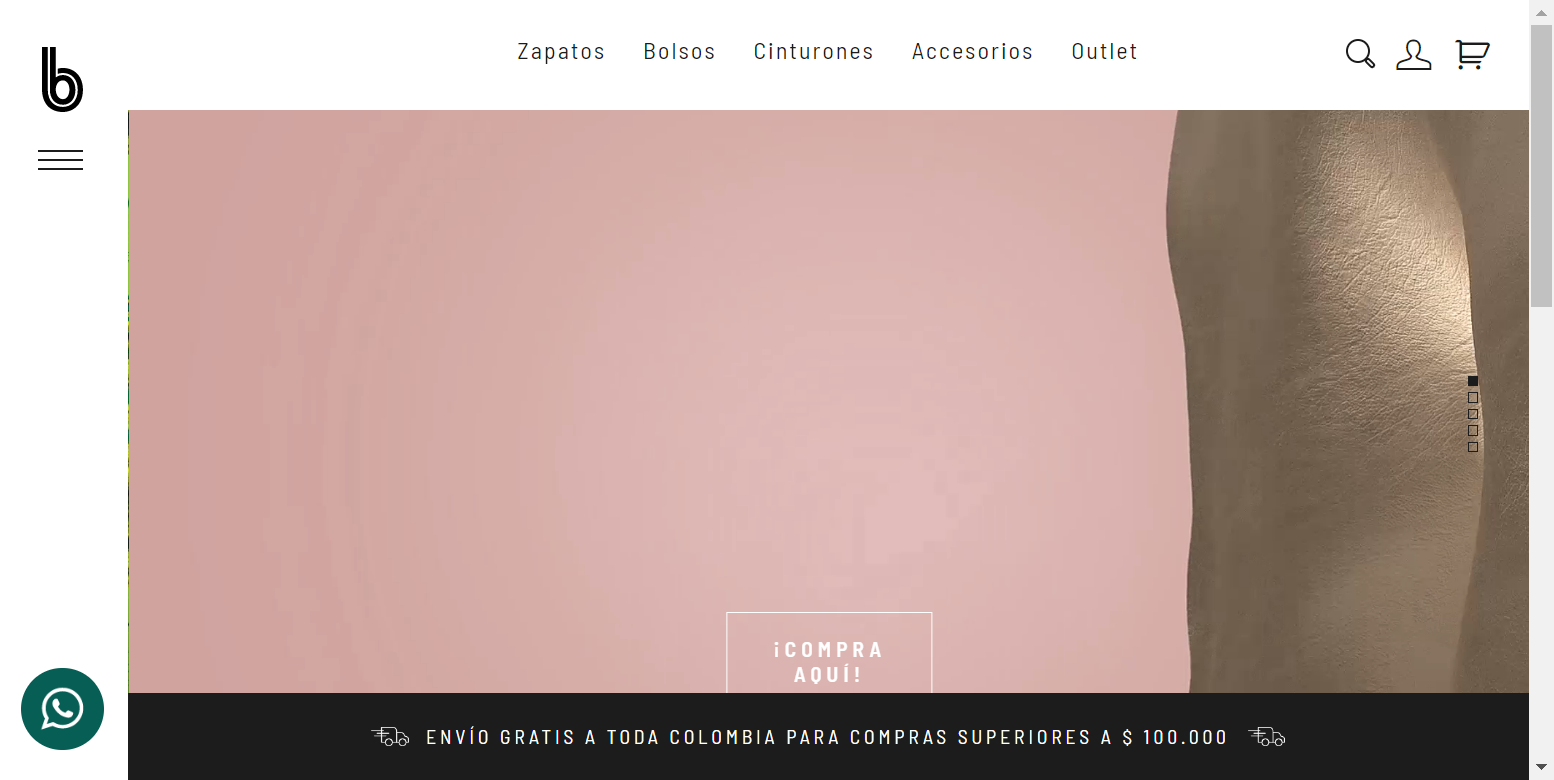 b
Zapatos Bolsos Cinturones Accesorios Outlet
¡COMPRA
AQUÍ!
ENVÍO GRATIS A TODA COLOMBIA PARA COMPRAS SUPERIORES A $ 100.000